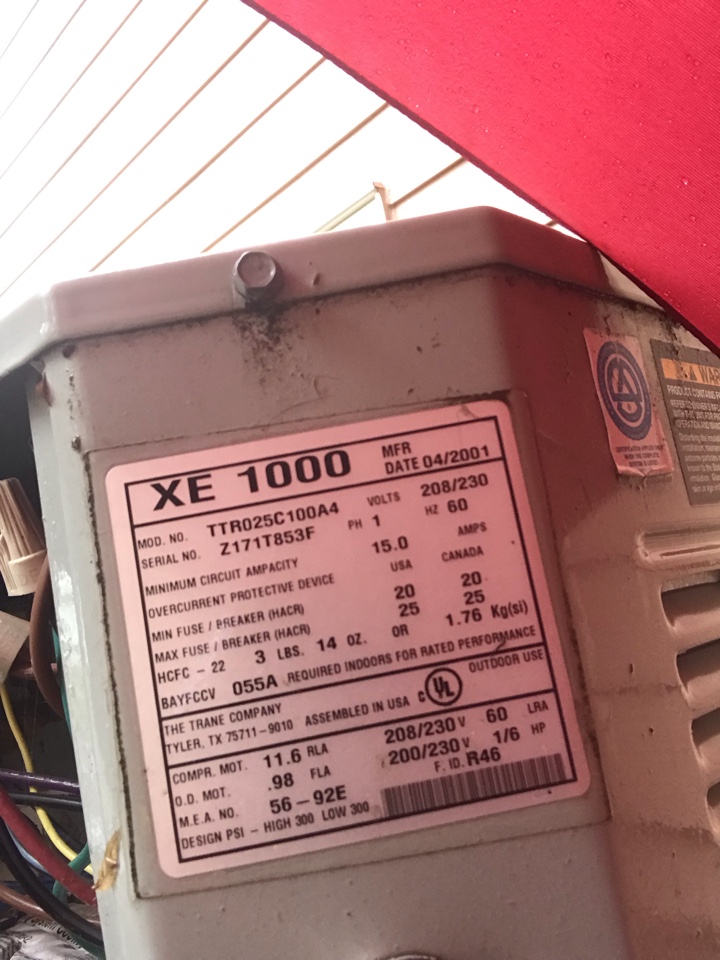 XE 1000 MFR DATE 04/2001
MOD. NO. TTR025C100A4 VOLTS 208/230
SERIAL NO. Z171T853F PH 1 HZ 60
MINIMUM CIRCUIT AMPACITY 15.0 AMPS
OVERCURRENT PROTECTIVE DEVICE USA CANADA
MIN FUSE / BREAKER (HACR) 20 20
MAX FUSE / BREAKER (HACR) 25 25
HCFC - 22 3 LBS. 14 OZ. OR 1.76 Kg(si)
BAYFCCV 055A REQUIRED INDOORS FOR RATED PERFORMANCE
THE TRANE COMPANY OUTDOOR USE
TYLER, TX 75711-9010 ASSEMBLED IN USA C UL
COMPR. MOT. 11.6 RLA 208/230 V 60 LRA
O.D. MOT. .98 FLA 200/230 V 1/6 HP
M.E.A. NO. 56-92E F. ID. R46
DESIGN PSI - HIGH 300 LOW 300
WAR
PRODUCT CONTAINS